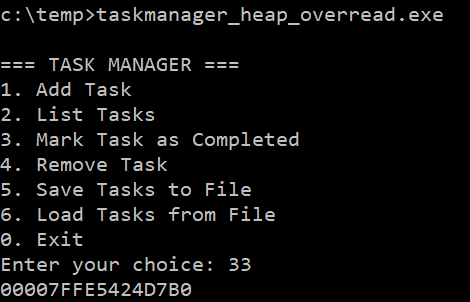 c:\temp>taskmanager_heap_overread.exe
=== TASK MANAGER ===
1. Add Task
2. List Tasks
3. Mark Task as Completed
4. Remove Task
5. Save Tasks to File
6. Load Tasks from File
0. Exit
Enter your choice: 33
00007FFE5424D7B0